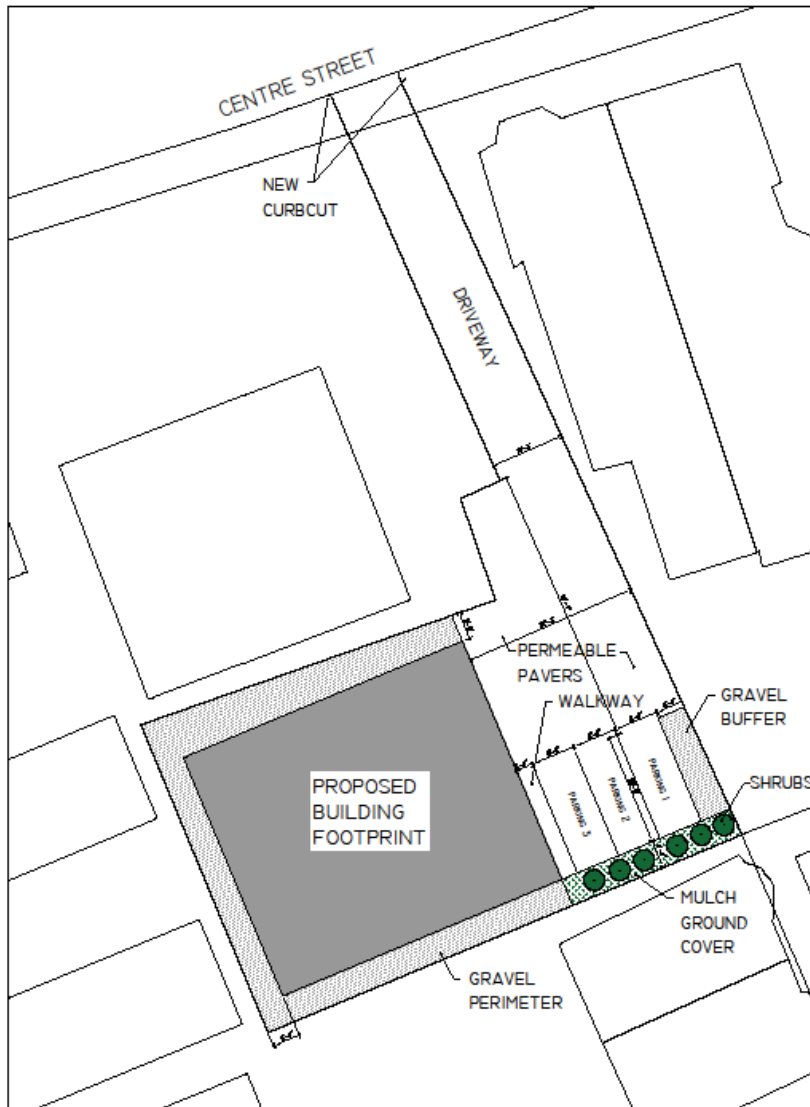 CENTRE STREET
NEW
CURBCUT
DRIVEWAY
PERMEABLE
PAVERS
WALKWAY
GRAVEL
BUFFER
PARKING 1
PARKING 2
PARKING 3
SHRUBS
PROPOSED
BUILDING
FOOTPRINT
MULCH
GROUND
COVER
GRAVEL
PERIMETER